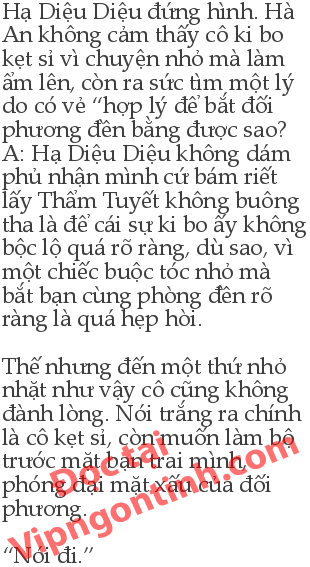 Hạ Diệu Diệu đứng hình. Hà
An không cảm thấy cô ki bo
kẹt sỉ vì chuyện nhỏ mà làm
ẩm lên, còn ra sức tìm một lý
do có vẻ “hợp lý để bắt đối
phương đền bằng được sao?
A: Hạ Diệu Diệu không dám
phủ nhận mình cứ bám riết
lấy Thẩm Tuyết không buông
tha là để cái sự ki bo ấy không
bộc lộ quá rõ ràng, dù sao, vì
một chiếc buộc tóc nhỏ mà
bắt bạn cùng phòng đền rõ
ràng là quá hẹp hòi.
Thế nhưng đến một thứ nhỏ
nhặt như vậy cô cũng không
đành lòng. Nói trắng ra chính
là cô kẹt sỉ, còn muốn làm bộ
trước mặt bạn trai mình,
phóng đại mặt xấu của đối
phương.
“Nói đi.”
Đọc tại
Vipngontinh.com